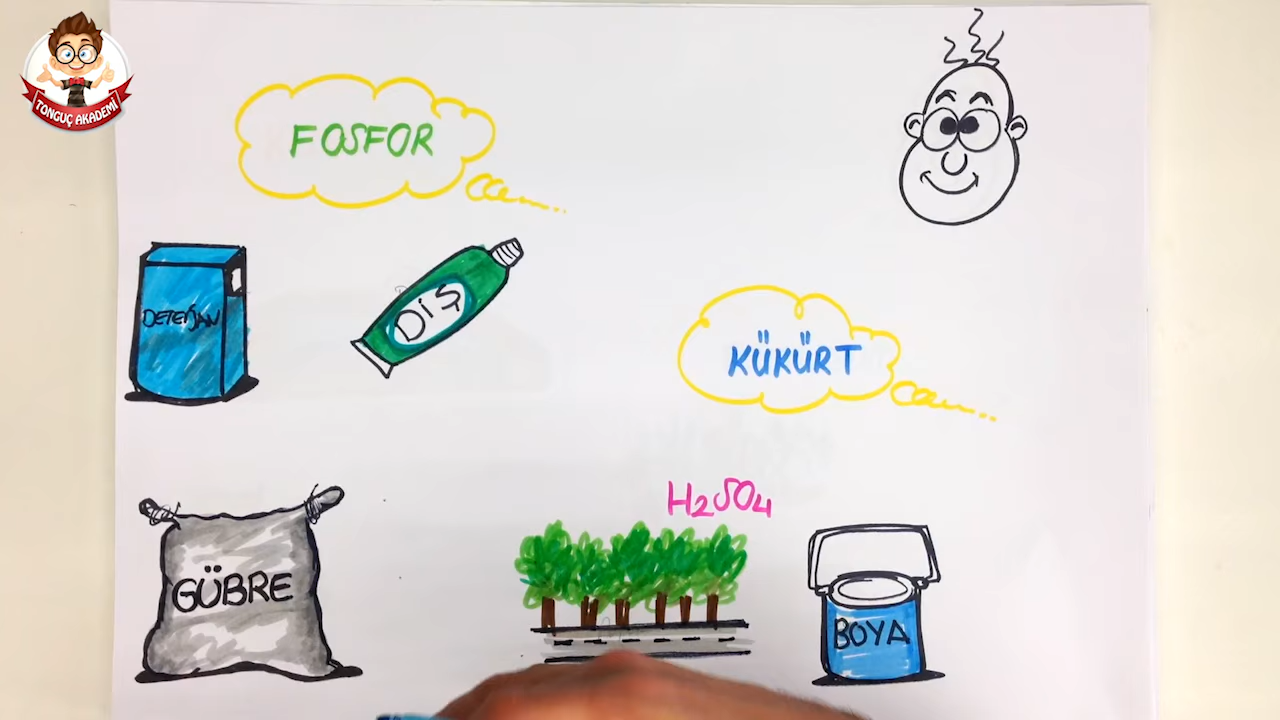 TONGUÇ AKADEMİ
FOSFOR
DETERJAN
DİŞ
KÜKÜRT
H2SO4
GÜBRE
BOYA